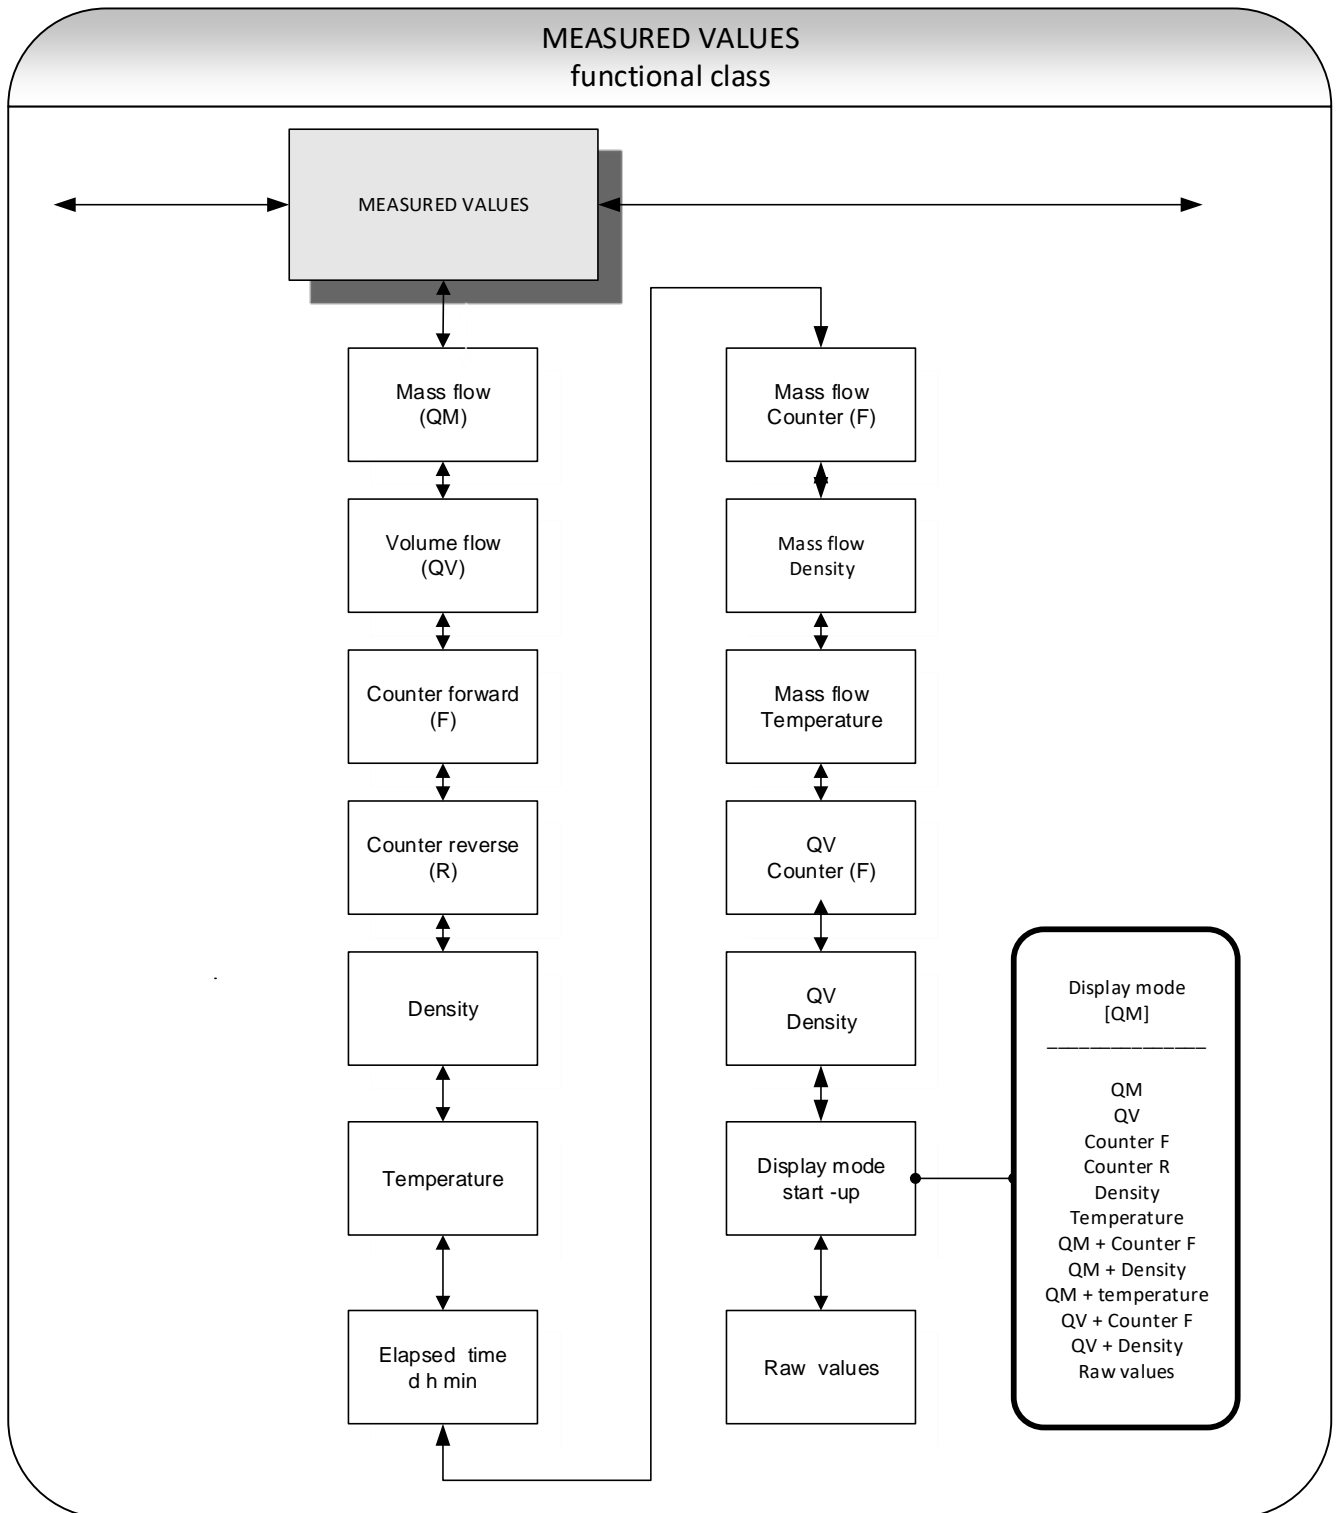 MEASURED VALUES
functional class
MEASURED VALUES
Mass flow
(QM)
Volume flow
(QV)
Counter forward
(F)
Counter reverse
(R)
Density
Temperature
Elapsed time
d h min
Mass flow
Counter (F)
Mass flow
Density
Mass flow
Temperature
QV
Counter (F)
QV
Density
Display mode
start -up
Raw values
Display mode
[QM]
_______________
QM
QV
Counter F
Counter R
Density
Temperature
QM + Counter F
QM + Density
QM + temperature
QV + Counter F
QV + Density
Raw values